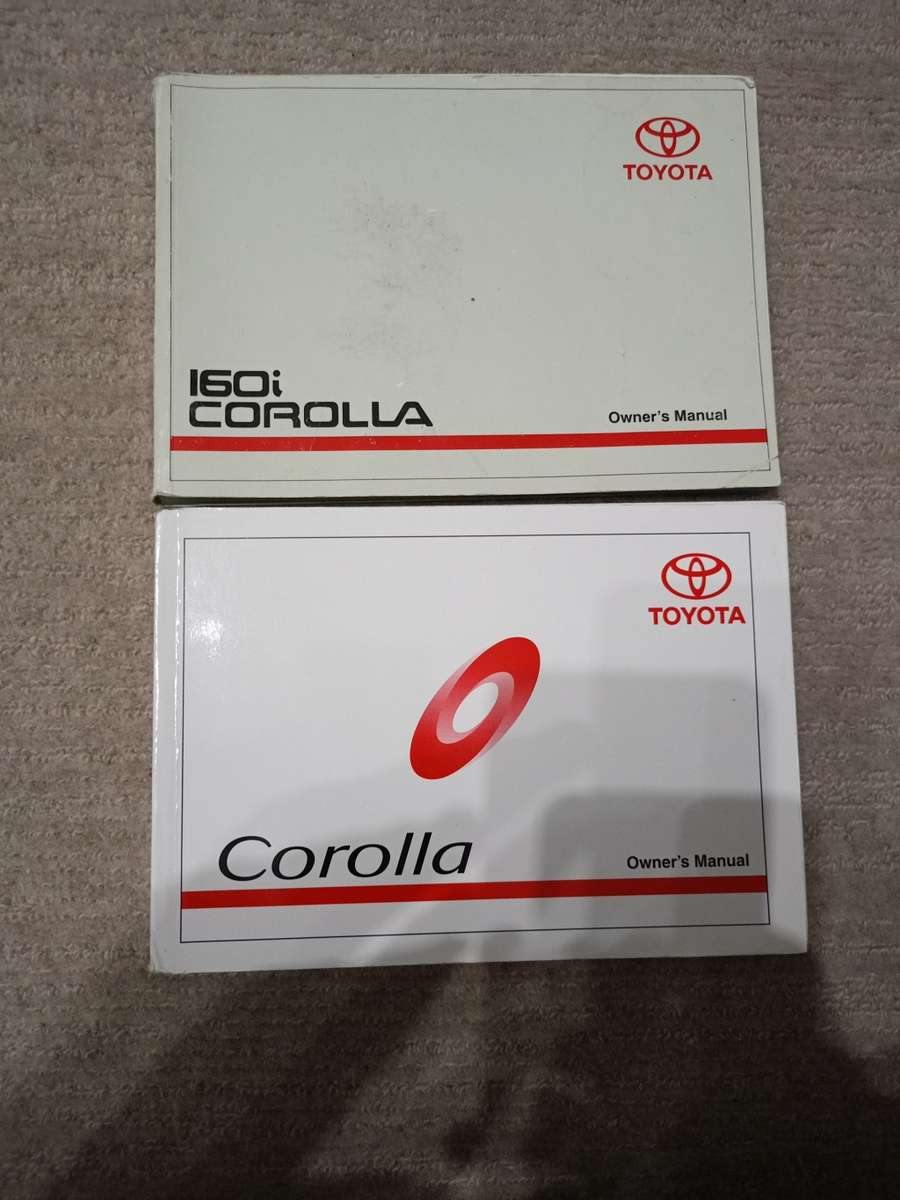 TOYOTA
160i
COROLLA
Owner's Manual
TOYOTA
Corolla
Owner's Manual